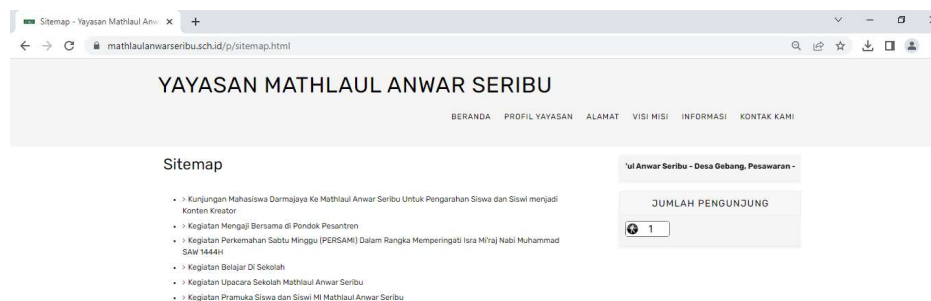 Sitemap - Yayasan Mathlaul Anw
mathlaulanwarseribu.sch.id/p/sitemap.html
YAYASAN MATHLAUL ANWAR SERIBU
BERANDA PROFIL YAYASAN ALAMAT VISI MISI INFORMASI KONTAK KAMI
Sitemap
'ul Anwar Seribu - Desa Gebang, Pesawaran -
• > Kunjungan Mahasiswa Darmajaya Ke Mathlaul Anwar Seribu Untuk Pengarahan Siswa dan Siswi menjadi
Konten Kreator
• > Kegiatan Mengaji Bersama di Pondok Pesantren
• > Kegiatan Perkemahan Sabtu Minggu (PERSAMI) Dalam Rangka Memperingati Isra Mi'raj Nabi Muhammad
SAW 1444H
• > Kegiatan Belajar Di Sekolah
• > Kegiatan Upacara Sekolah Mathlaul Anwar Seribu
• > Kegiatan Pramuka Siswa dan Siswi MI Mathlaul Anwar Seribu
JUMLAH PENGUNJUNG
1